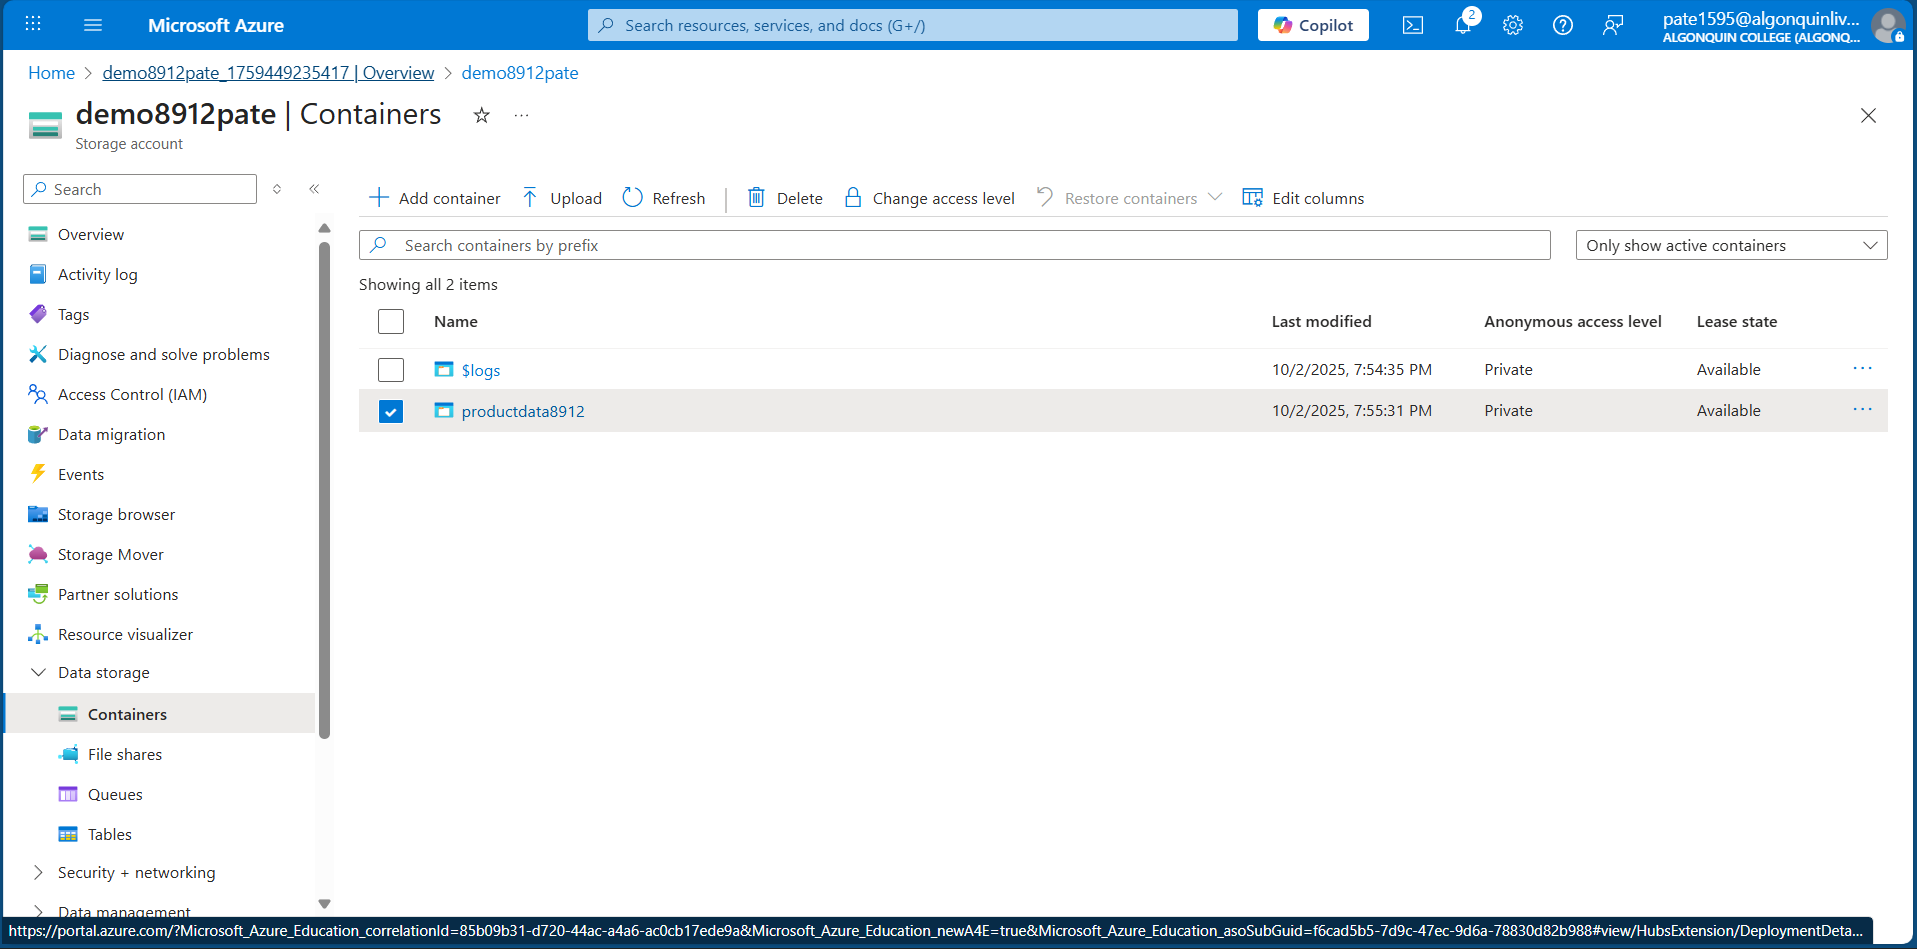 Microsoft Azure
Search resources, services, and docs (G+/)
Copilot
2
pate1595@algonquinliv...
ALGONQUIN COLLEGE (ALGONQ...
Home > demo8912pate_1759449235417 | Overview > demo8912pate
demo8912pate | Containers
...
Storage account
Search
Add container
Upload
Refresh
Delete
Change access level
Restore containers
Edit columns
Search containers by prefix
Only show active containers
Showing all 2 items
Name
Last modified
Anonymous access level
Lease state
$logs
10/2/2025, 7:54:35 PM
Private
Available
...
productdata8912
10/2/2025, 7:55:31 PM
Private
Available
...
Overview
Activity log
Tags
Diagnose and solve problems
Access Control (IAM)
Data migration
Events
Storage browser
Storage Mover
Partner solutions
Resource visualizer
Data storage
Containers
File shares
Queues
Tables
Security + networking
Data management
https://portal.azure.com/?Microsoft_Azure_Education_correlationId=85b09b31-d720-44ac-a4a6-ac0cb17ede9a&Microsoft_Azure_Education_newA4E=true&Microsoft_Azure_Education_asoSubGuid=f6cad5b5-7d9c-47ec-9d6a-78830d82b988#view/HubsExtension/DeploymentDeta...